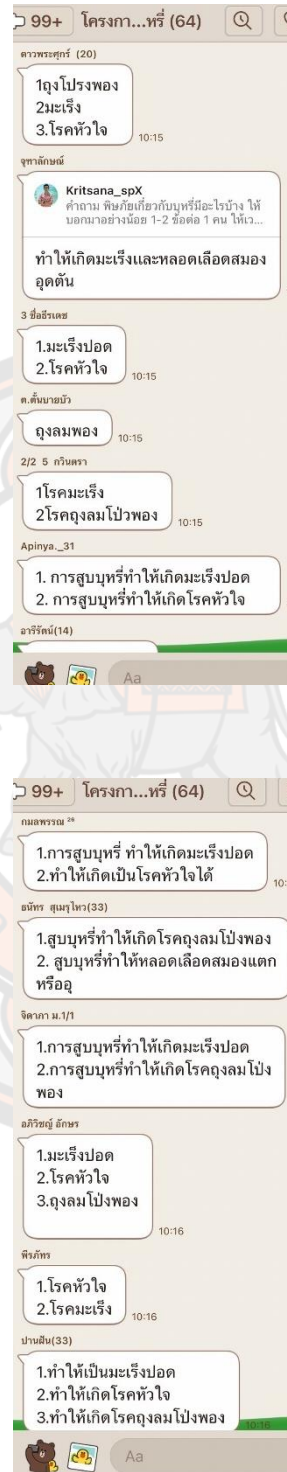 99+ โครงกา...หรี่ (64)
ดาวพระศุกร์ (20)
1ถุงโปรงพอง
2มะเร็ง
3.โรคหัวใจ
10:15
จุฑาลักษณ์
Kritsana_spX
คำถาม พิษภัยเกี่ยวกับบุหรี่มีอะไรบ้าง ให้
บอกมาอย่างน้อย 1-2 ข้อต่อ 1 คน ให้เว...
ทำให้เกิดมะเร็งและหลอดเลือดสมอง
อุดตัน
3 ชื่อธีรเดช
1.มะเร็งปอด
2.โรคหัวใจ
10:15
ด.ต้นบายบัว
ถุงลมพอง
10:15
2/2 5 กวินตรา
1โรคมะเร็ง
2โรคถุงลมโป่วพอง
10:15
Apinya._31
1. การสูบบุหรี่ทำให้เกิดมะเร็งปอด
2. การสูบบุหรี่ทำให้เกิดโรคหัวใจ
อารีรัตน์(14)
Aa
99+ โครงกา...หรี่ (64)
กมลพรรณ ²⁶
1.การสูบบุหรี่ ทำให้เกิดมะเร็งปอด
2.ทำให้เกิดเป็นโรคหัวใจได้
10:
ธนัทร สุเมรุไหว(33)
1.สูบบุหรี่ทำให้เกิดโรคถุงลมโป่งพอง
2. สูบบุหรี่ทำให้หลอดเลือดสมองแตก
หรืออุ
จิดาภา ม.1/1
1.การสูบบุหรี่ทำให้เกิดมะเร็งปอด
2.การสูบบุหรี่ทำให้เกิดโรคถุงลมโป่ง
พอง
อภิวิชญ์ อักษร
1.มะเร็งปอด
2.โรคหัวใจ
3.ถุงลมโป่งพอง
10:16
พีรภัทร
1.โรคหัวใจ
2.โรคมะเร็ง
10:16
ปานฝัน(33)
1.ทำให้เป็นมะเร็งปอด
2.ทำให้เกิดโรคหัวใจ
3.ทำให้เกิดโรคถุงลมโป่งพอง
10:16
Aa